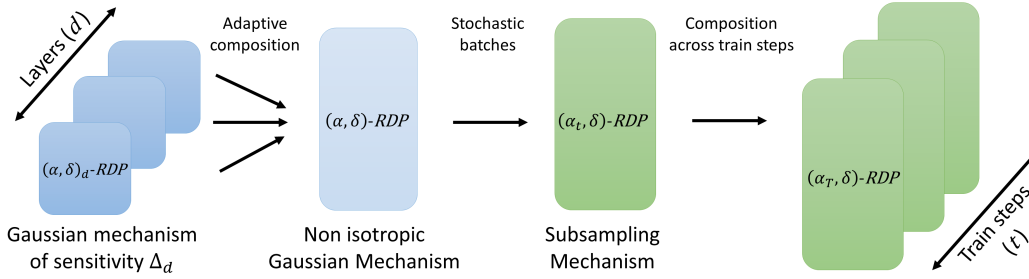 Layers (d)
(α, δ)_d-RDP
Gaussian mechanism
of sensitivity Δ_d
Adaptive
composition
(α, δ)-RDP
Non isotropic
Gaussian Mechanism
Stochastic
batches
(α_t, δ)-RDP
Subsampling
Mechanism
Composition
across train steps
(α_T, δ)-RDP
Train steps
(t)